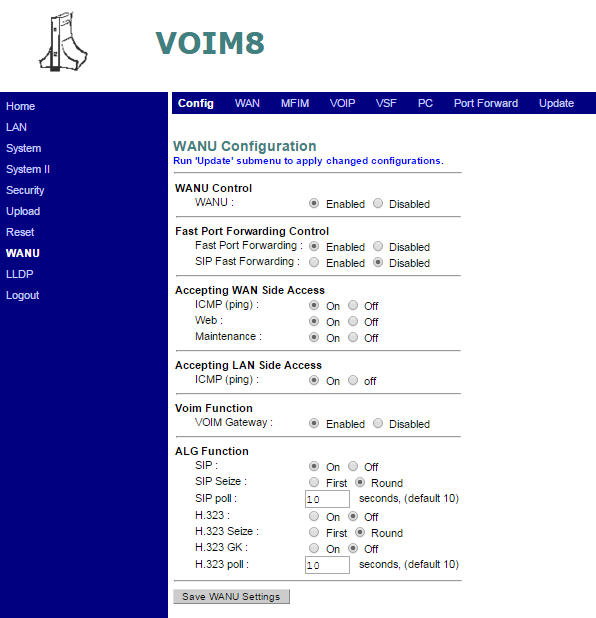 VOIM8
Config WAN MFIM VOIP VSF PC Port Forward Update
Home
LAN
System
System II
Security
Upload
Reset
WANU
LLDP
Logout
WANU Configuration
Run 'Update' submenu to apply changed configurations.
WANU Control
WANU : Enabled Disabled
Fast Port Forwarding Control
Fast Port Forwarding : Enabled Disabled
SIP Fast Forwarding : Enabled Disabled
Accepting WAN Side Access
ICMP (ping) : On Off
Web : On Off
Maintenance : On Off
Accepting LAN Side Access
ICMP (ping) : On off
Voim Function
VOIM Gateway : Enabled Disabled
ALG Function
SIP : On Off
SIP Seize : First Round
SIP poll : 10 seconds, (default 10)
H.323 : On Off
H.323 Seize : First Round
H.323 GK : On Off
H.323 poll : 10 seconds, (default 10)
Save WANU Settings